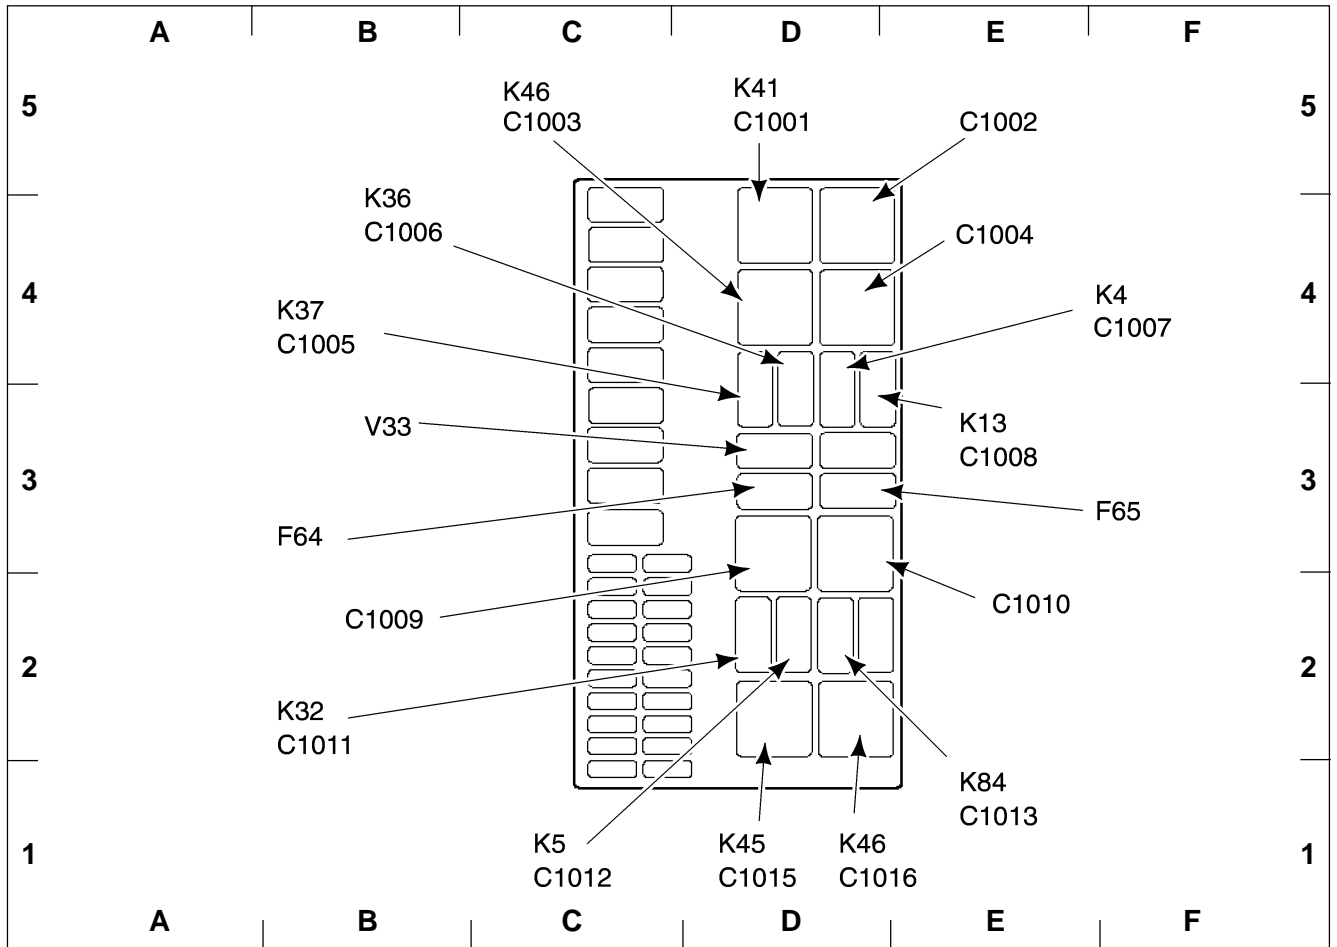 A B C D E F
5 5
K46
C1003
K41
C1001
C1002
K36
C1006
C1004
4 4
K37
C1005
K4
C1007
V33
K13
C1008
3 3
F64
F65
C1009
C1010
2 2
K32
C1011
K84
C1013
K5
C1012
K45
C1015
K46
C1016
1 1
A B C D E F